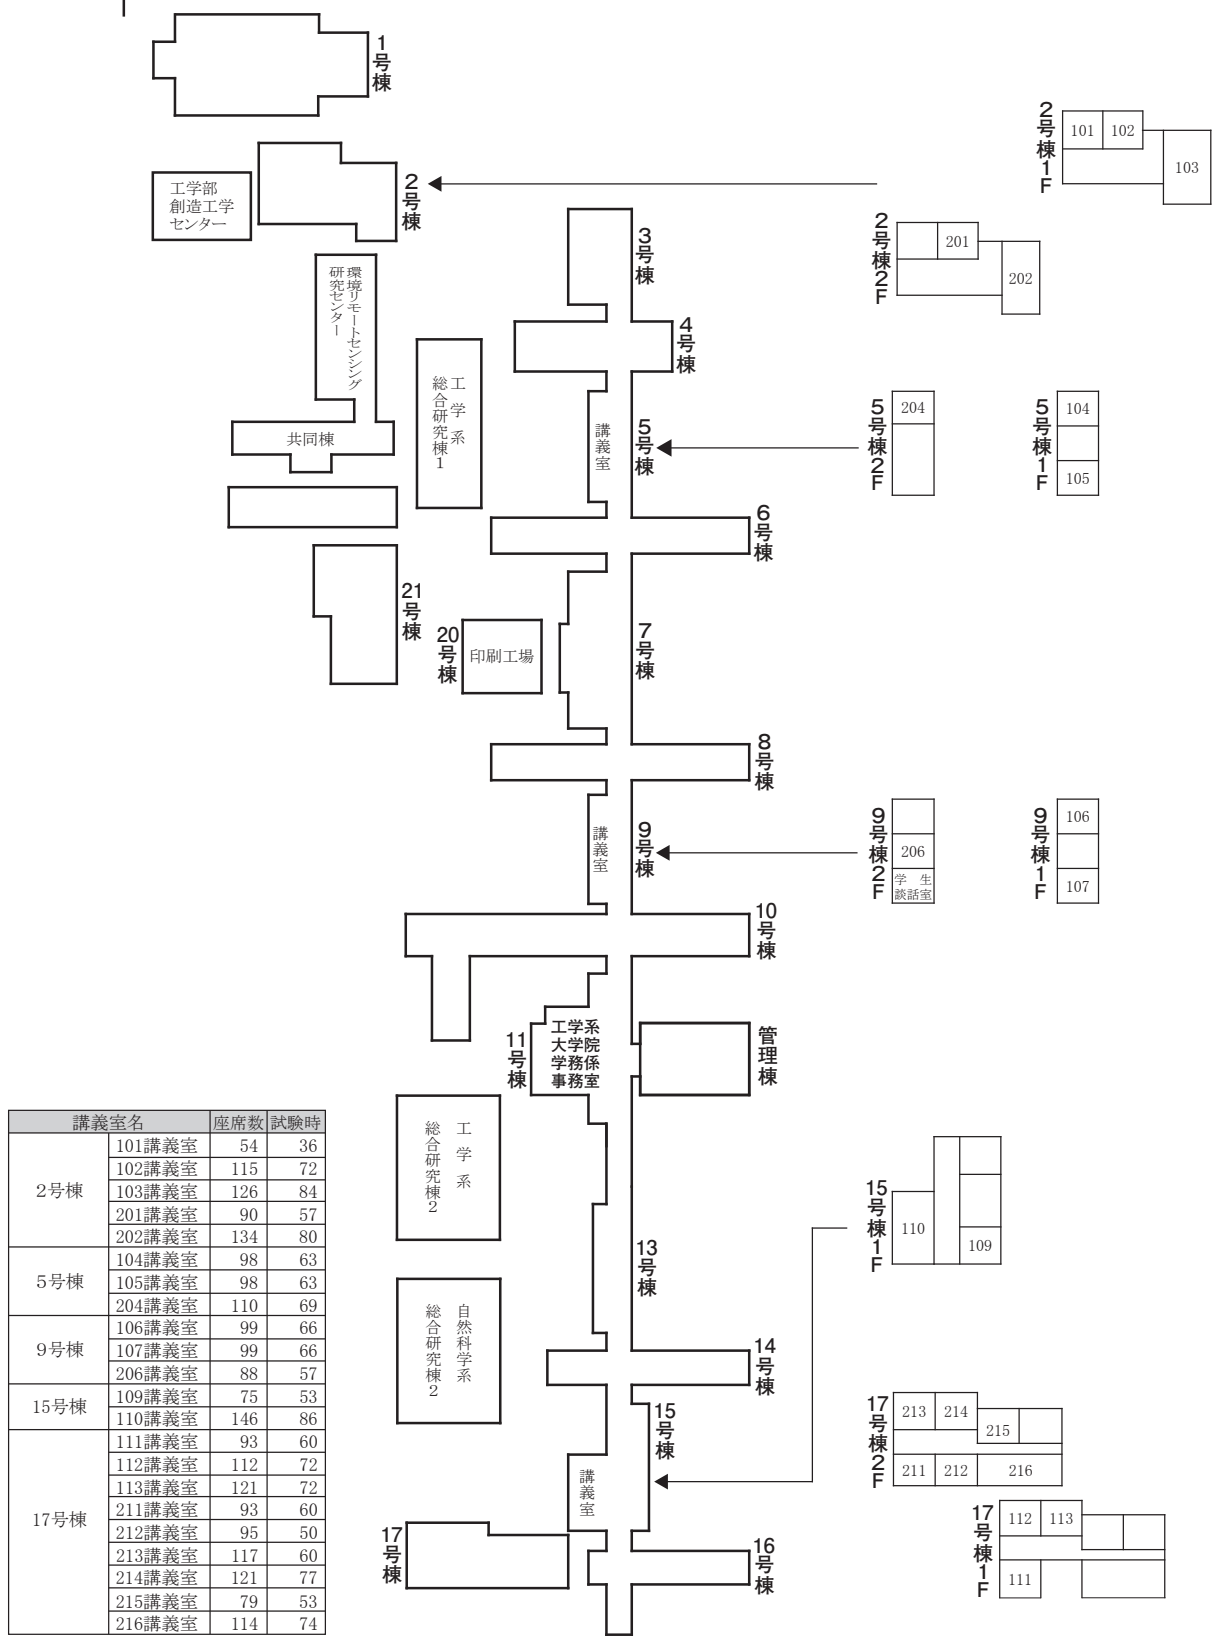 1号棟
工学部
創造工学
センター
2号棟
2号棟1F
101
102
103
2号棟2F
201
202
3号棟
4号棟
環境リモートセンシング
研究センター
共同棟
工学系
総合研究棟1
講義室
5号棟
5号棟2F
204
5号棟1F
104
105
6号棟
21号棟
20号棟
印刷工場
7号棟
8号棟
講義室
9号棟
9号棟2F
206
学 生
談話室
9号棟1F
106
107
10号棟
11号棟
工学系
大学院
学務係
事務室
管理棟
工学系
総合研究棟2
13号棟
自然科学系
総合研究棟2
14号棟
15号棟
講義室
15号棟1F
110
109
16号棟
17号棟
17号棟2F
213
214
215
211
212
216
17号棟1F
112
113
111
講義室名 座席数 試験時
2号棟 101講義室 54 36
102講義室 115 72
103講義室 126 84
201講義室 90 57
202講義室 134 80
5号棟 104講義室 98 63
105講義室 98 63
204講義室 110 69
9号棟 106講義室 99 66
107講義室 99 66
206講義室 88 57
15号棟 109講義室 75 53
110講義室 146 86
17号棟 111講義室 93 60
112講義室 112 72
113講義室 121 72
211講義室 93 60
212講義室 95 50
213講義室 117 60
214講義室 121 77
215講義室 79 53
216講義室 114 74